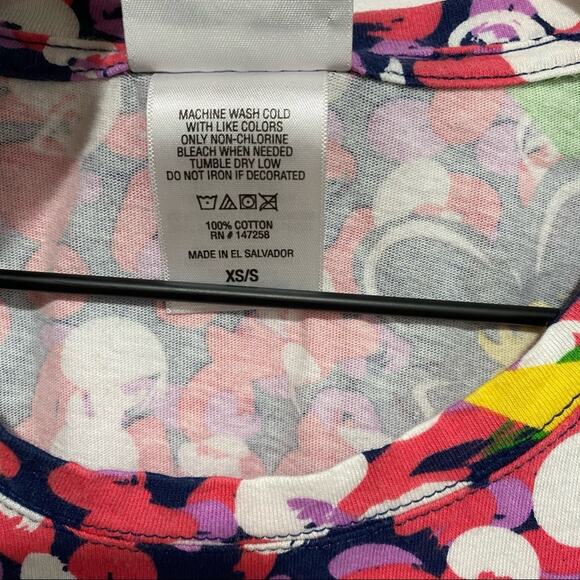 MACHINE WASH COLD
WITH LIKE COLORS
ONLY NON-CHLORINE
BLEACH WHEN NEEDED
TUMBLE DRY LOW
DO NOT IRON IF DECORATED
100% COTTON
RN # 147258
MADE IN EL SALVADOR
XS/S